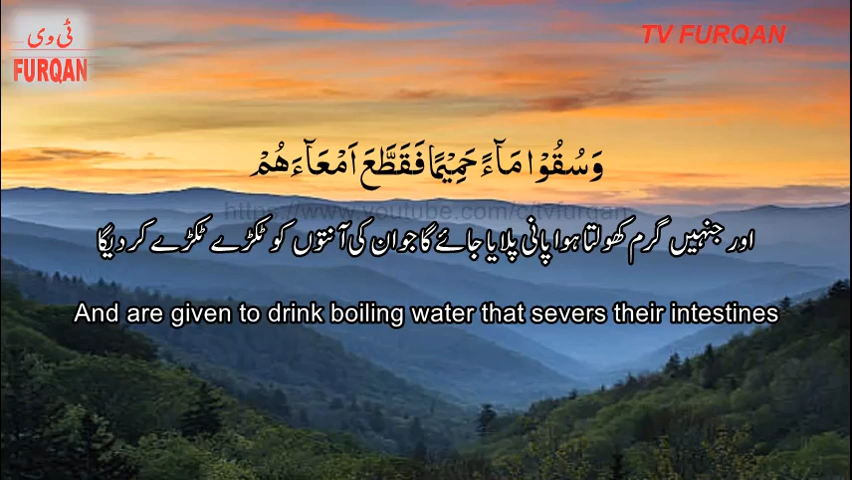 ٹی وی
FURQAN
TV FURQAN
وَسُقُوْا مَآءً حَمِيْمًا فَقَطَّعَ اَمْعَآءَهُمْ
https://www.youtube.com/c/tvfurqan
اور جنہیں گرم کھولتا ہوا پانی پلایا جائے گا جو ان کی آنتوں کو ٹکڑے ٹکڑے کر دیگا
And are given to drink boiling water that severs their intestines